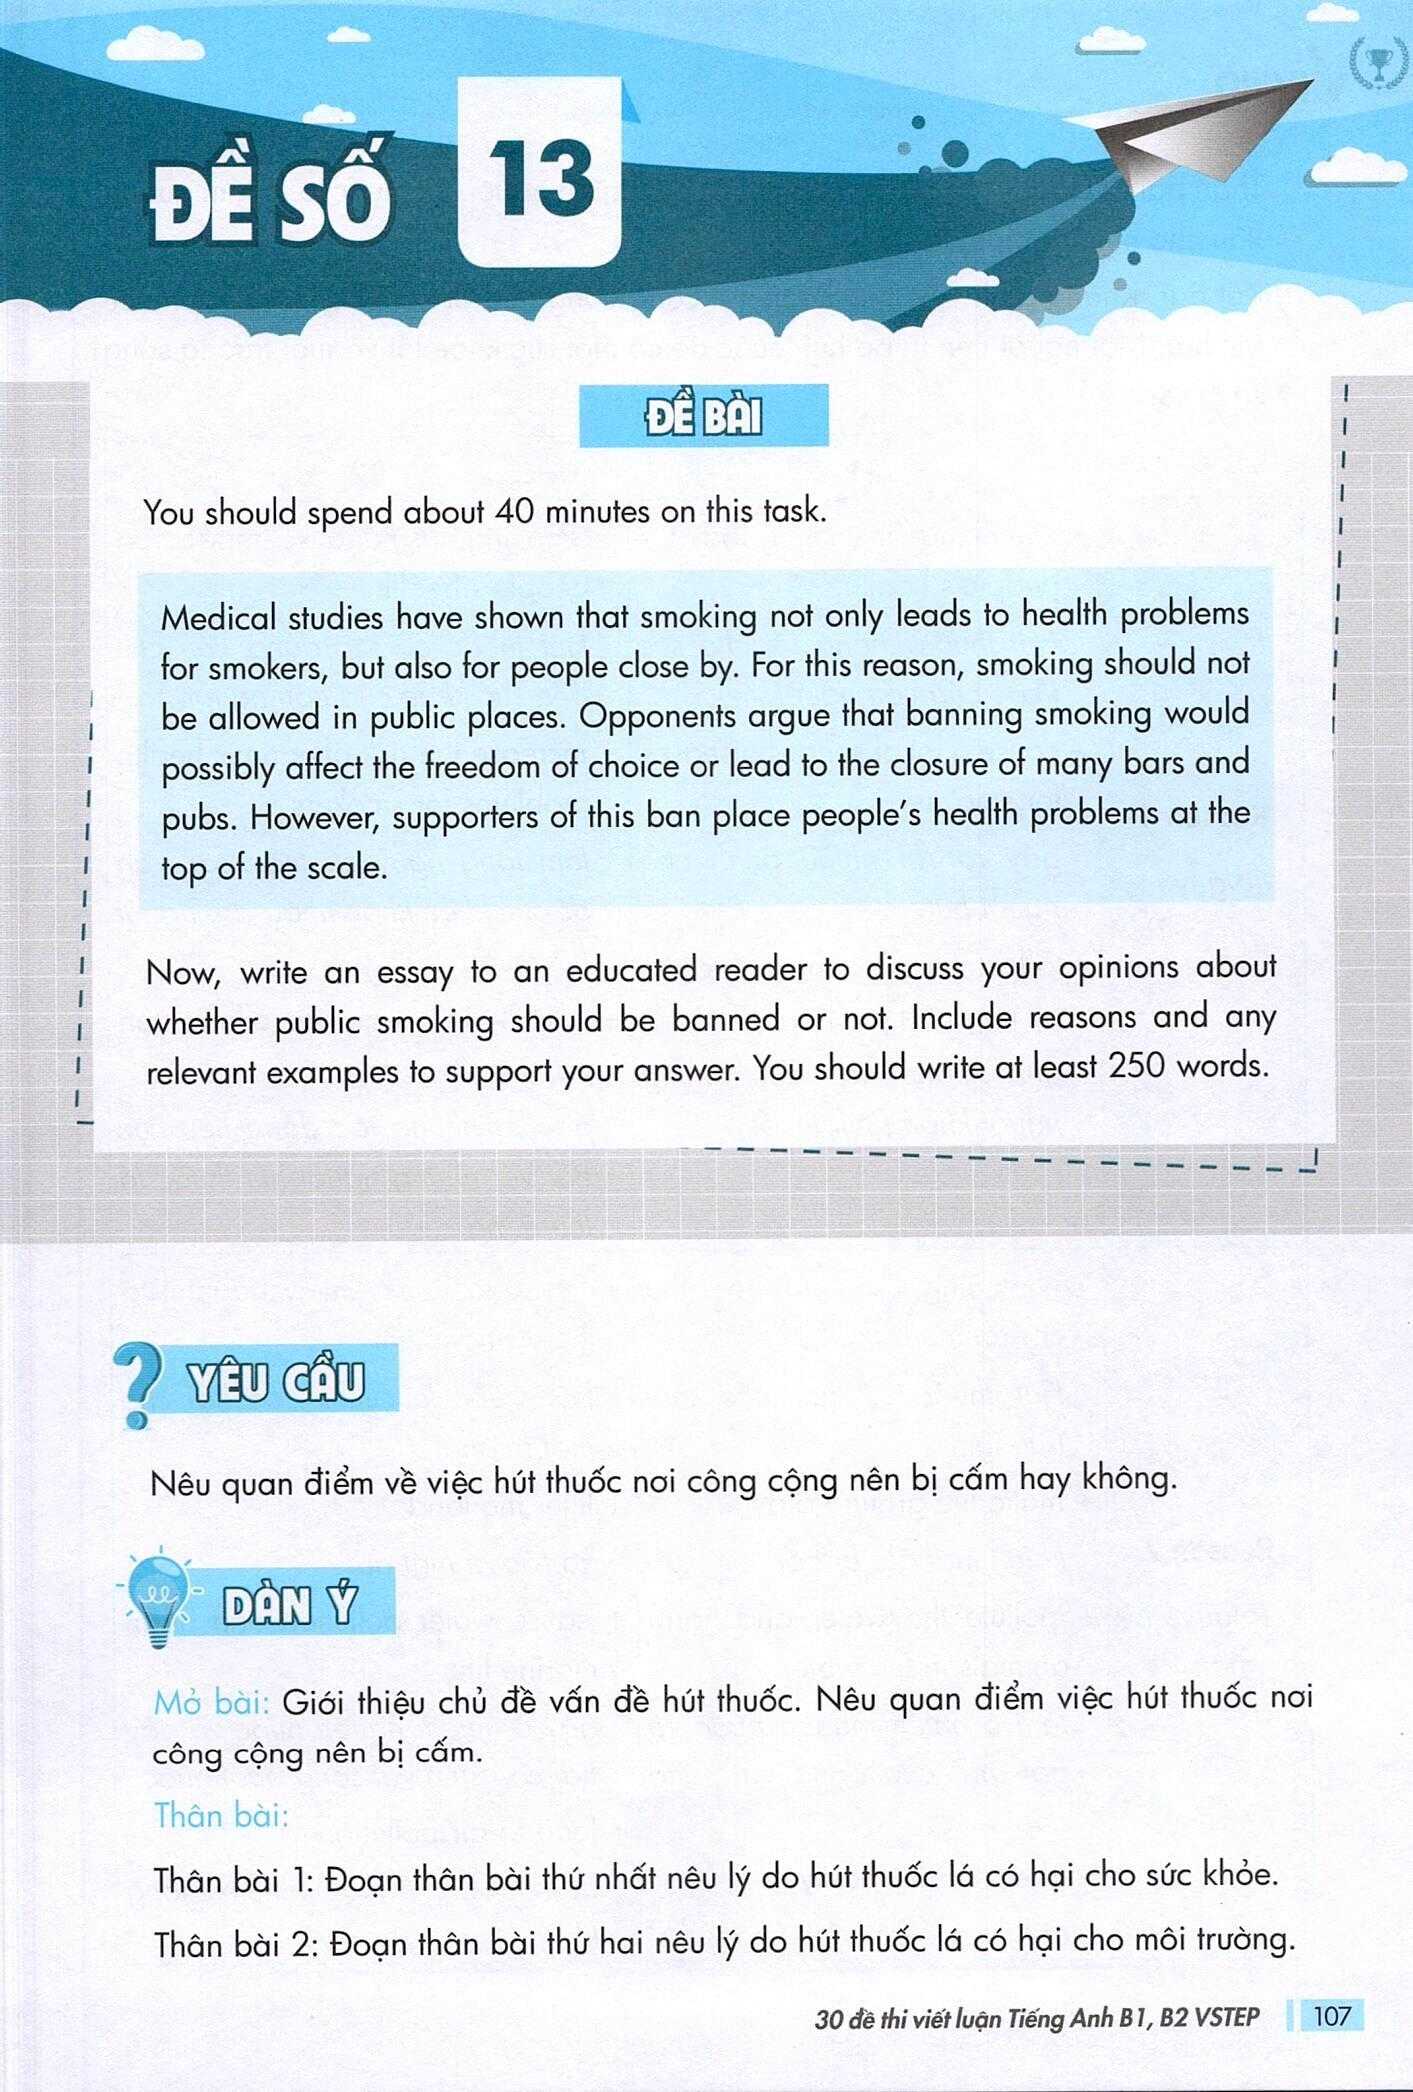 ĐỀ SỐ 13
ĐỀ BÀI
You should spend about 40 minutes on this task.
Medical studies have shown that smoking not only leads to health problems
for smokers, but also for people close by. For this reason, smoking should not
be allowed in public places. Opponents argue that banning smoking would
possibly affect the freedom of choice or lead to the closure of many bars and
pubs. However, supporters of this ban place people's health problems at the
top of the scale.
Now, write an essay to an educated reader to discuss your opinions about
whether public smoking should be banned or not. Include reasons and any
relevant examples to support your answer. You should write at least 250 words.
YÊU CẦU
Nêu quan điểm về việc hút thuốc nơi công cộng nên bị cấm hay không.
DÀN Ý
Mở bài: Giới thiệu chủ đề vấn đề hút thuốc. Nêu quan điểm việc hút thuốc nơi
công cộng nên bị cấm.
Thân bài:
Thân bài 1: Đoạn thân bài thứ nhất nêu lý do hút thuốc lá có hại cho sức khỏe.
Thân bài 2: Đoạn thân bài thứ hai nêu lý do hút thuốc lá có hại cho môi trường.
30 đề thi viết luận Tiếng Anh B1, B2 VSTEP 107